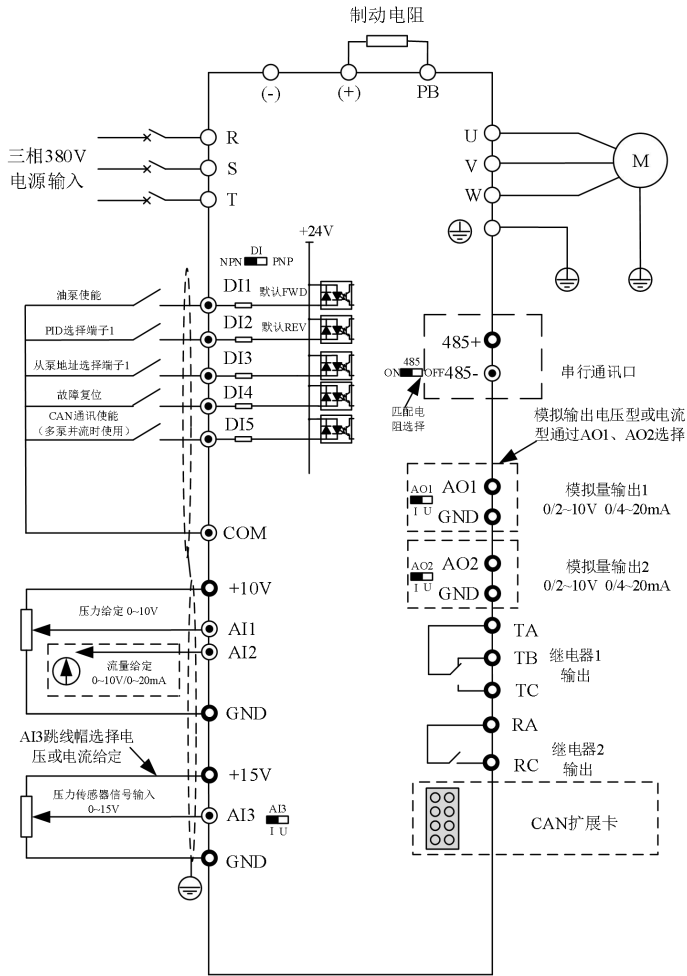 制动电阻
(-)
(+)
PB
三相380V
电源输入
R
S
T
U
V
W
M
+24V
DI
NPN
PNP
油泵使能
DI1
默认FWD
PID选择端子1
DI2
默认REV
从泵地址选择端子1
DI3
故障复位
DI4
CAN通讯使能
(多泵并流时使用)
DI5
COM
485+
485
ON
OFF
485-
串行通讯口
匹配电
阻选择
模拟输出电压型或电流
型通过AO1、AO2选择
AO1
I U
AO1
GND
模拟量输出1
0/2~10V 0/4~20mA
AO2
I U
AO2
GND
模拟量输出2
0/2~10V 0/4~20mA
+10V
压力给定 0~10V
AI1
AI2
流量给定
0~10V/0~20mA
GND
TA
TB
TC
继电器1
输出
RA
RC
继电器2
输出
AI3跳线帽选择电
压或电流给定
+15V
压力传感器信号输入
0~15V
AI3
AI3
I U
GND
CAN扩展卡